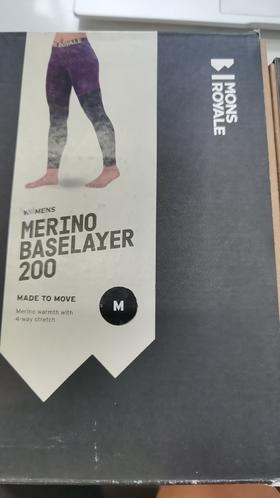 MONS
ROYALE
WOMENS
MERINO
BASELAYER
200
MADE TO MOVE
M
Merino warmth with
4-way stretch